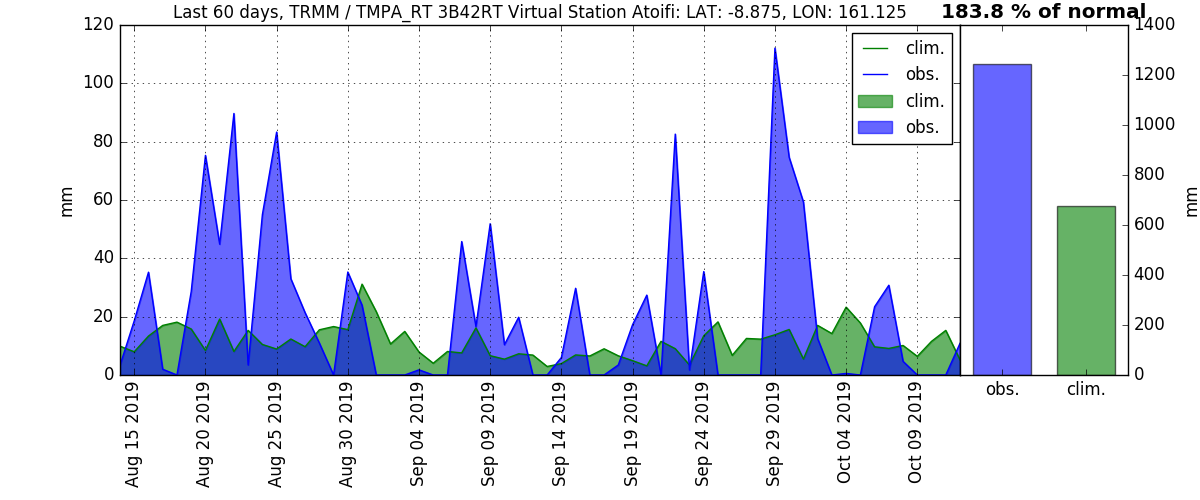 Last 60 days, TRMM / TMPA_RT 3B42RT Virtual Station Atoifi: LAT: -8.875, LON: 161.125
183.8 % of normal
120
100
80
60
40
20
0
mm
clim.
obs.
clim.
obs.
1400
1200
1000
800
600
400
200
0
mm
obs.
clim.
Aug 15 2019
Aug 20 2019
Aug 25 2019
Aug 30 2019
Sep 04 2019
Sep 09 2019
Sep 14 2019
Sep 19 2019
Sep 24 2019
Sep 29 2019
Oct 04 2019
Oct 09 2019